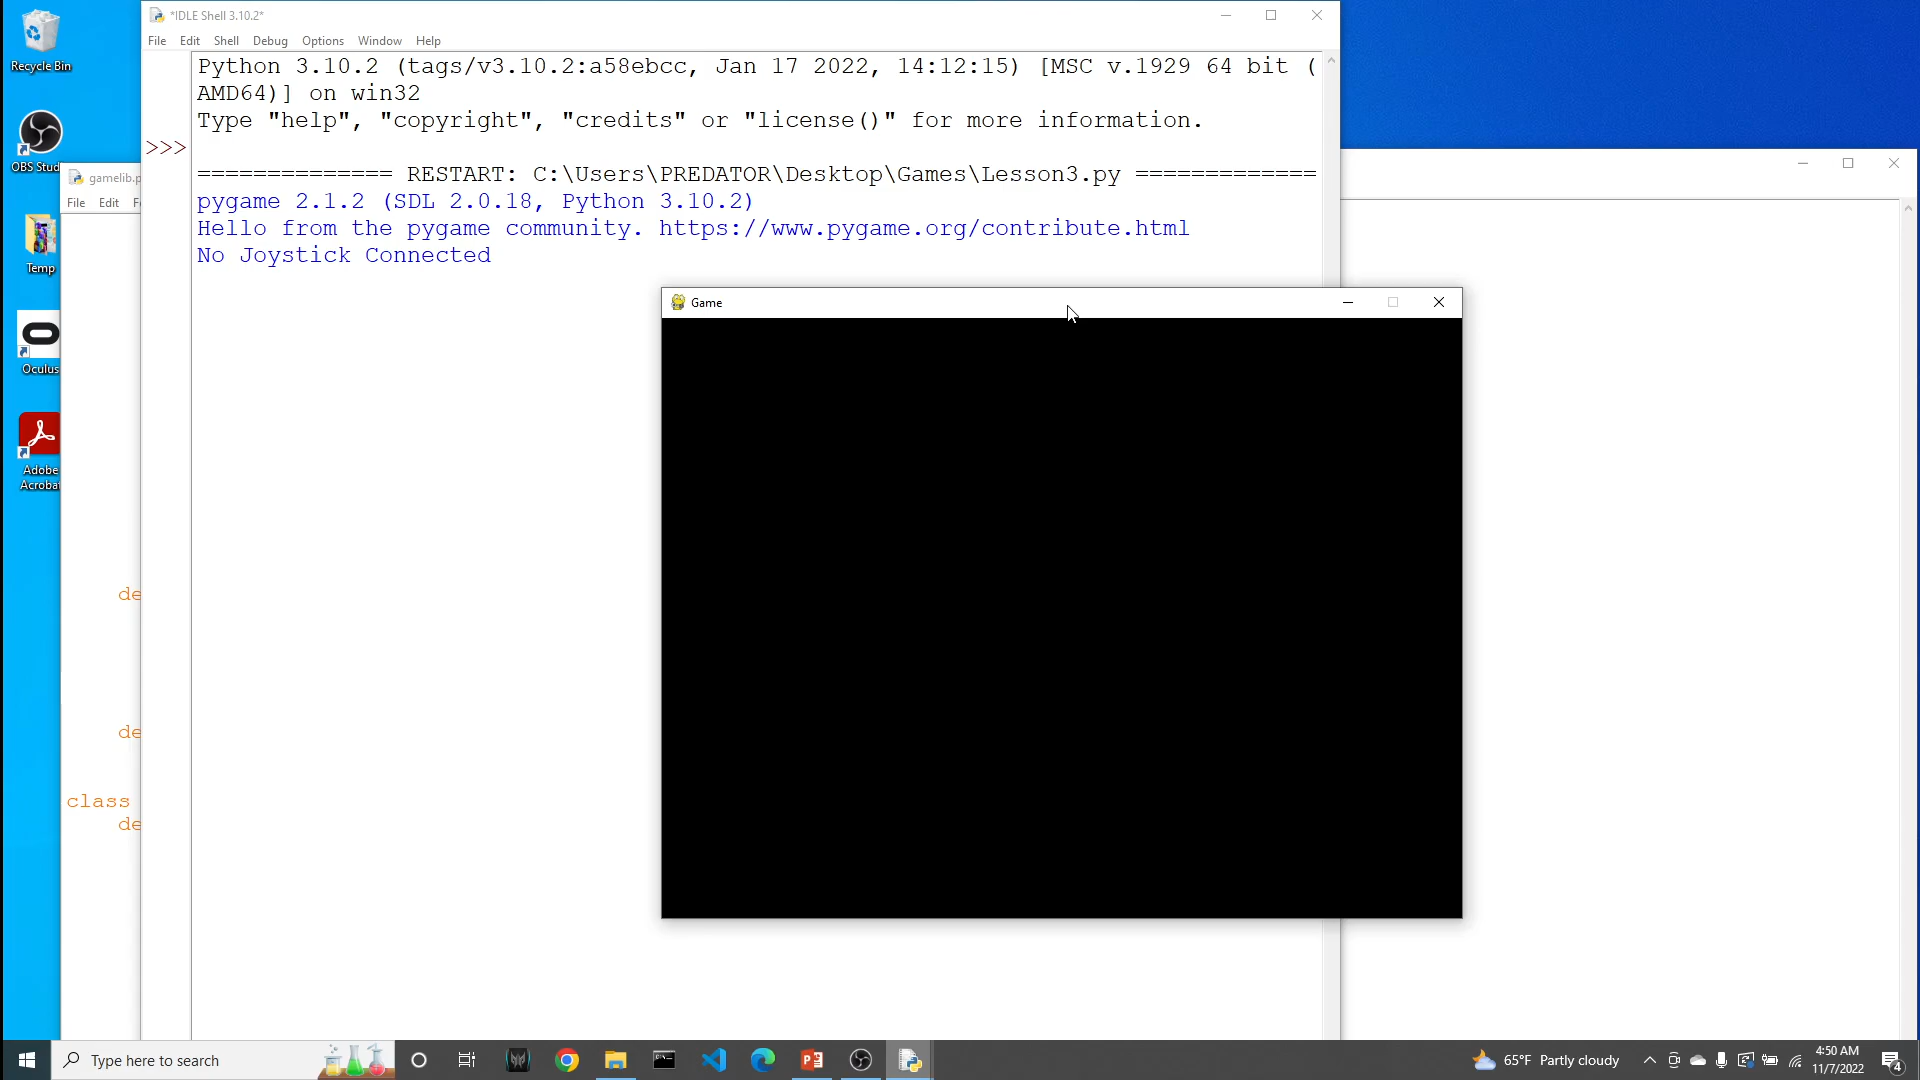 Recycle Bin
OBS Stud
Temp
Oculus
Adobe
Acrobat
*IDLE Shell 3.10.2*
File Edit Shell Debug Options Window Help
Python 3.10.2 (tags/v3.10.2:a58ebcc, Jan 17 2022, 14:12:15) [MSC v.1929 64 bit (
AMD64)] on win32
Type "help", "copyright", "credits" or "license()" for more information.
>>>
============== RESTART: C:\Users\PREDATOR\Desktop\Games\Lesson3.py =============
pygame 2.1.2 (SDL 2.0.18, Python 3.10.2)
Hello from the pygame community. https://www.pygame.org/contribute.html
No Joystick Connected
gamelib.p
File Edit F
de
de
class
de
Game
Type here to search
65°F Partly cloudy
4:50 AM
11/7/2022
4